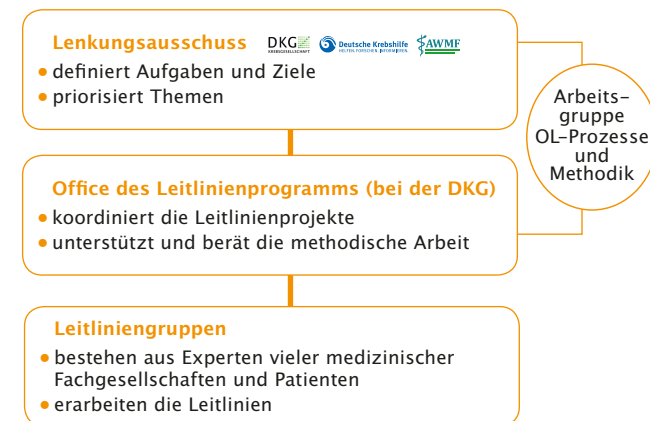 Lenkungsausschuss DKG KREBSGESELLSCHAFT Deutsche Krebshilfe HELFEN. FORSCHEN. INFORMIEREN. AWMF
• definiert Aufgaben und Ziele
• priorisiert Themen
Arbeits-
gruppe
OL-Prozesse
und
Methodik
Office des Leitlinienprogramms (bei der DKG)
• koordiniert die Leitlinienprojekte
• unterstützt und berät die methodische Arbeit
Leitliniengruppen
• bestehen aus Experten vieler medizinischer
Fachgesellschaften und Patienten
• erarbeiten die Leitlinien